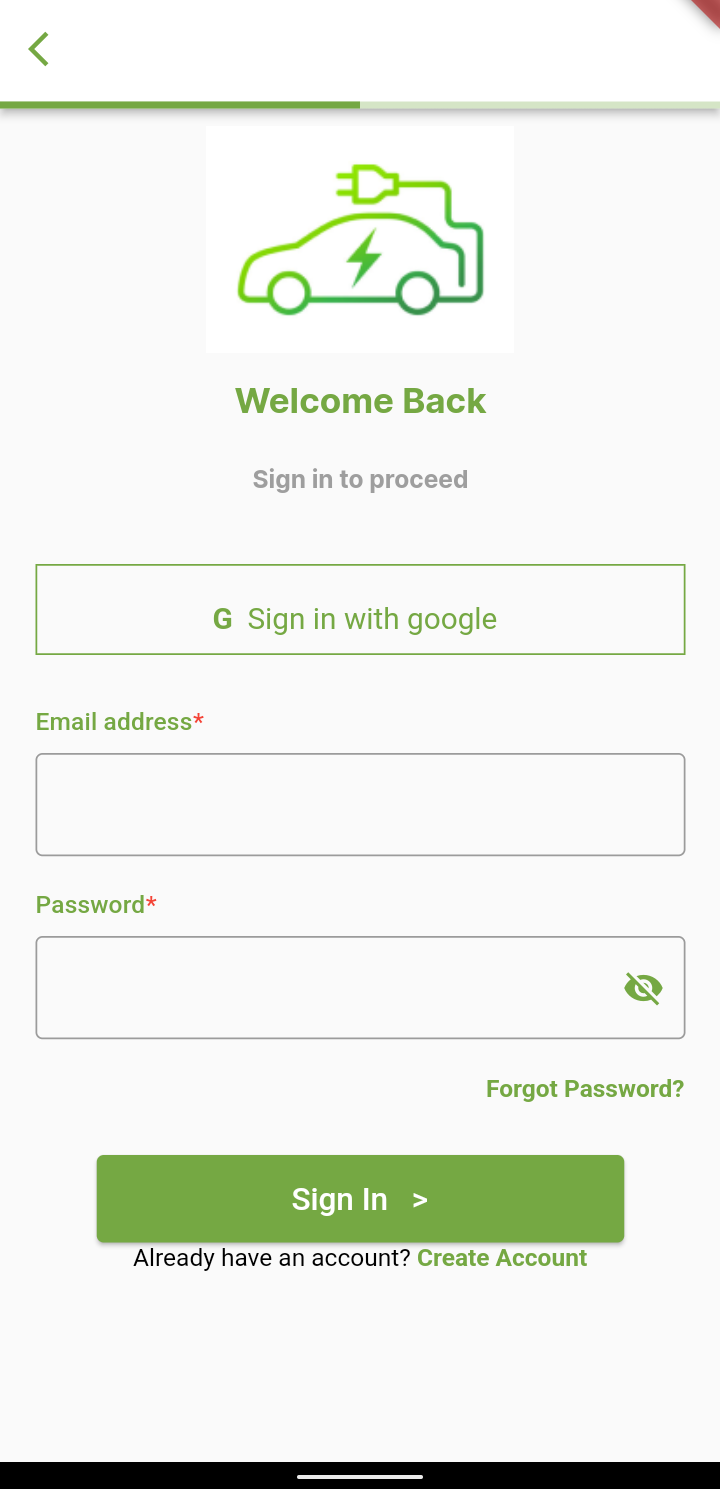 Welcome Back
Sign in to proceed
G Sign in with google
Email address*
Password*
Forgot Password?
Sign In >
Already have an account? Create Account